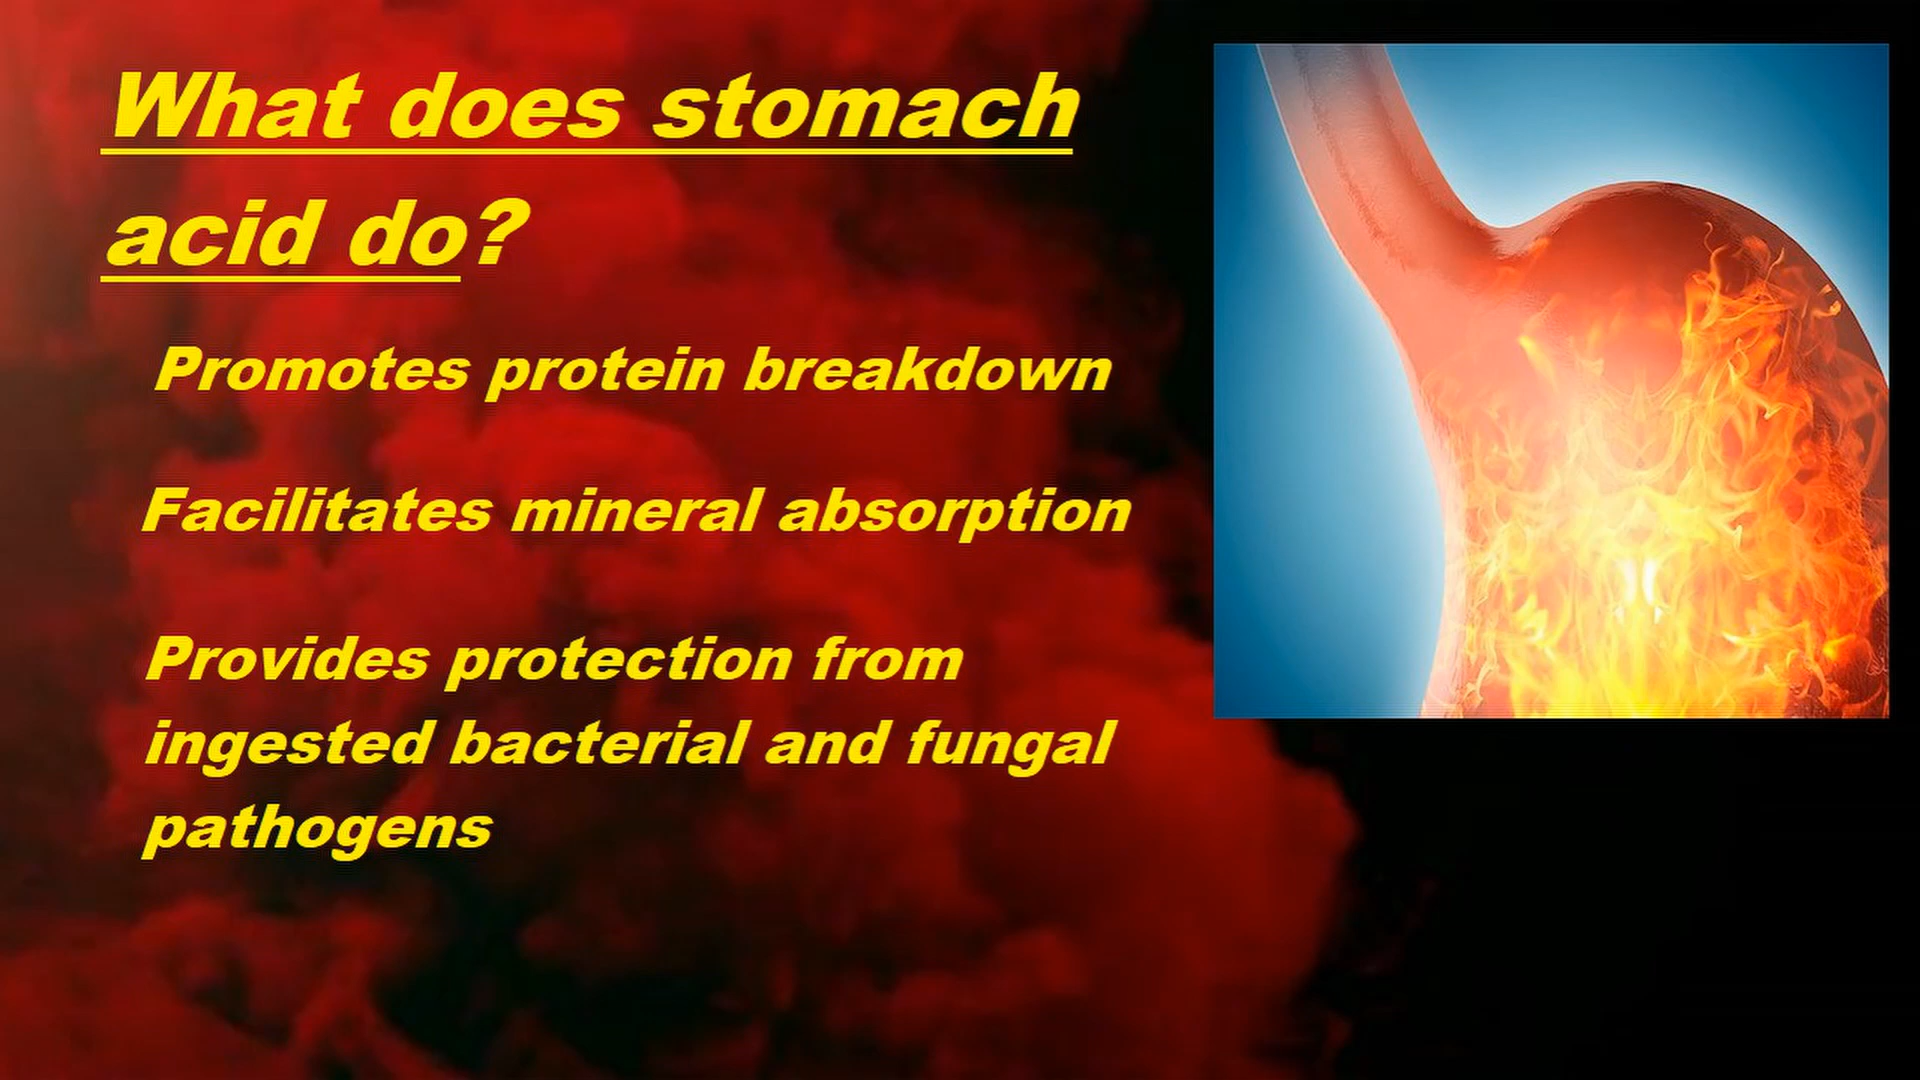 What does stomach
acid do?
Promotes protein breakdown
Facilitates mineral absorption
Provides protection from
ingested bacterial and fungal
pathogens